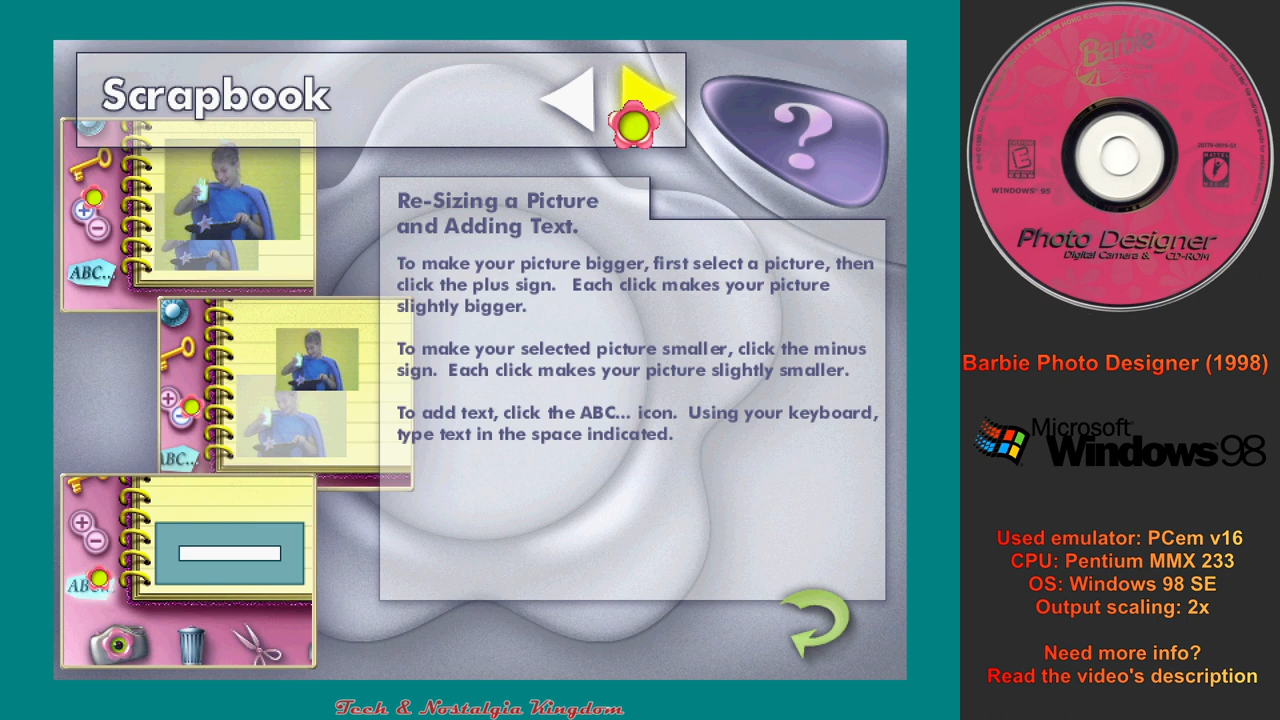 Scrapbook
?
Re-Sizing a Picture
and Adding Text.
To make your picture bigger, first select a picture, then
click the plus sign. Each click makes your picture
slightly bigger.
To make your selected picture smaller, click the minus
sign. Each click makes your picture slightly smaller.
To add text, click the ABC... icon. Using your keyboard,
type text in the space indicated.
ABC...
ABC...
AB
Tech & Nostalgia Kingdom
Barbie
WINDOWS 95
MATTEL
MEDIA
Photo Designer
Digital Camera & CD-ROM
Barbie Photo Designer (1998)
Microsoft
Windows 98
Used emulator: PCem v16
CPU: Pentium MMX 233
OS: Windows 98 SE
Output scaling: 2x
Need more info?
Read the video's description